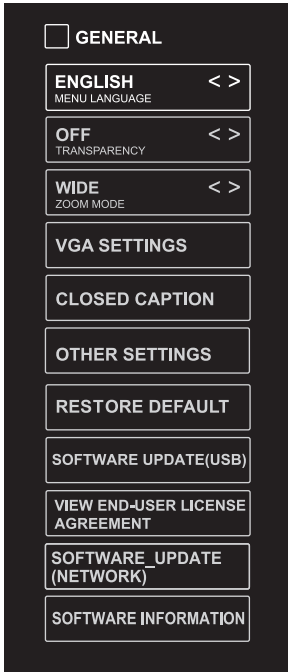 GENERAL
ENGLISH < >
MENU LANGUAGE
OFF < >
TRANSPARENCY
WIDE < >
ZOOM MODE
VGA SETTINGS
CLOSED CAPTION
OTHER SETTINGS
RESTORE DEFAULT
SOFTWARE UPDATE(USB)
VIEW END-USER LICENSE
AGREEMENT
SOFTWARE_UPDATE
(NETWORK)
SOFTWARE INFORMATION